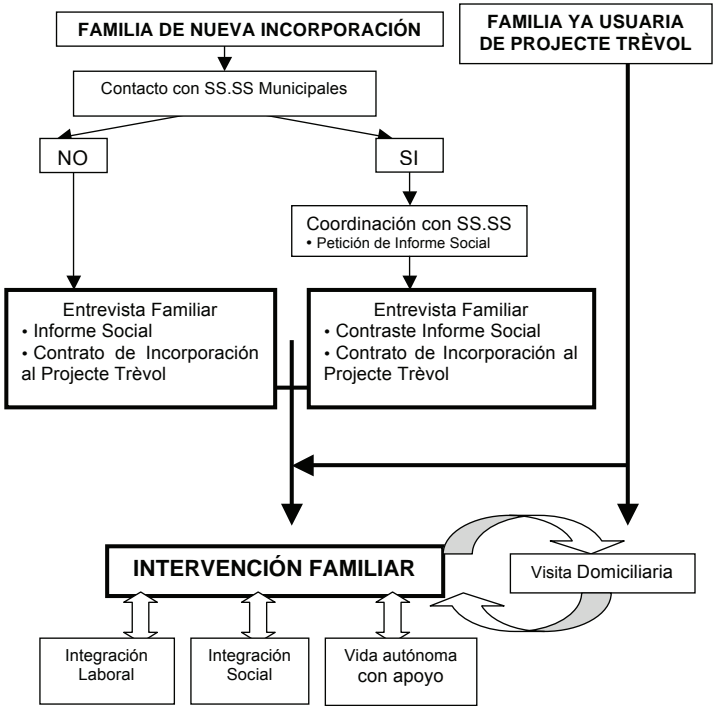 FAMILIA DE NUEVA INCORPORACIÓN
FAMILIA YA USUARIA
DE PROJECTE TRÈVOL
Contacto con SS.SS Municipales
NO
SI
Coordinación con SS.SS
• Petición de Informe Social
Entrevista Familiar
• Informe Social
• Contrato de Incorporación
al Projecte Trèvol
Entrevista Familiar
• Contraste Informe Social
• Contrato de Incorporación al
Projecte Trèvol
INTERVENCIÓN FAMILIAR
Visita Domiciliaria
Integración
Laboral
Integración
Social
Vida autónoma
con apoyo